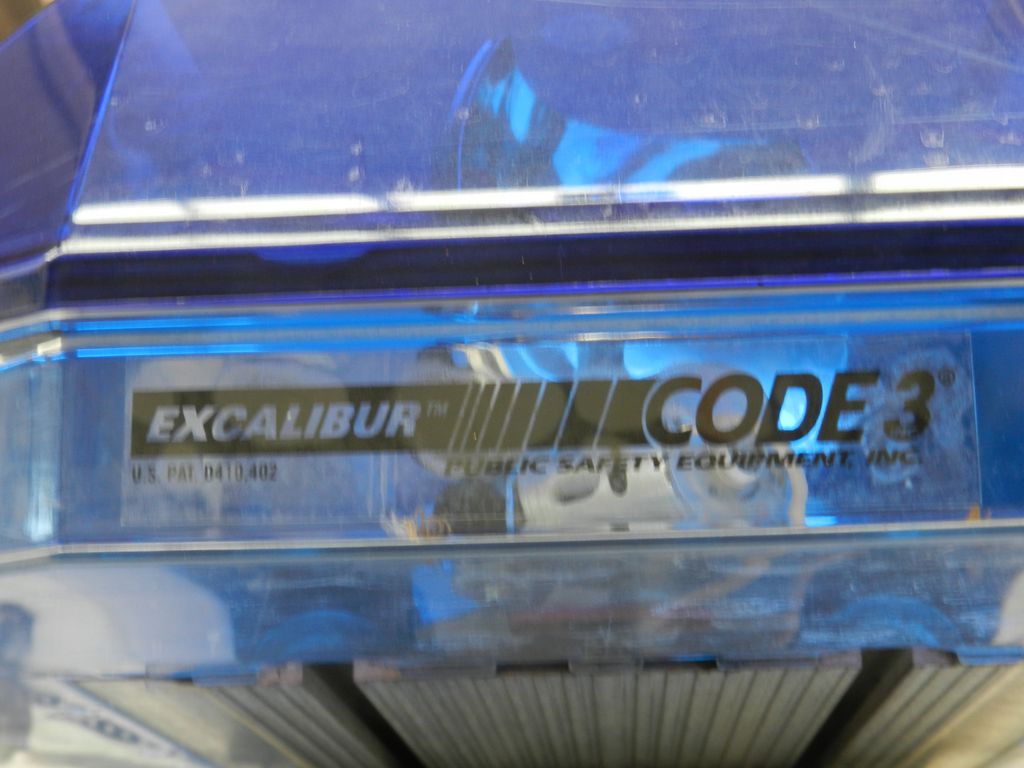 EXCALIBUR™ CODE 3®
U.S. PAT. D410,402
PUBLIC SAFETY EQUIPMENT, INC.